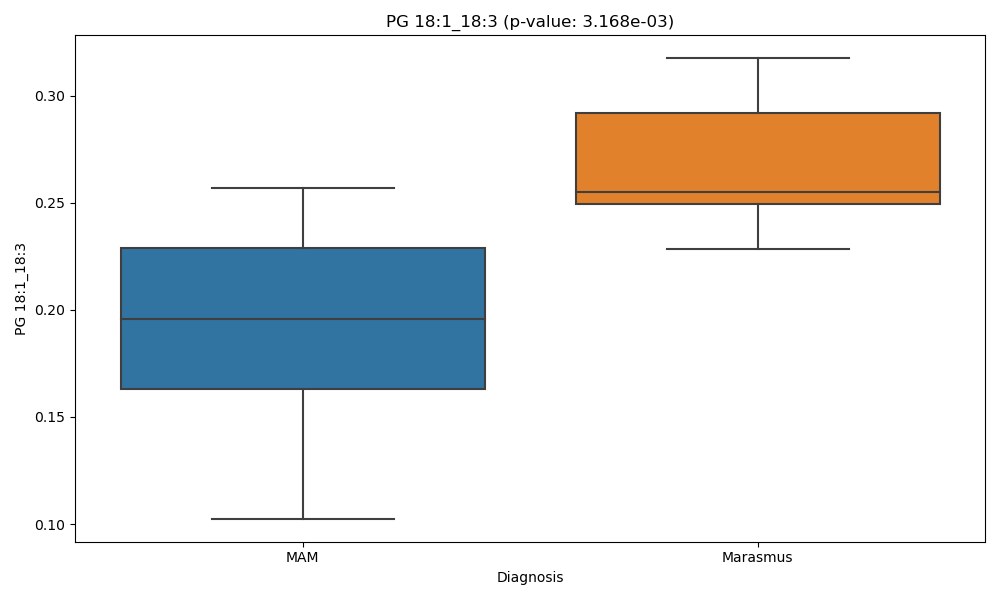 PG 18:1_18:3 (p-value: 3.168e-03)
PG 18:1_18:3
0.30
0.25
0.20
0.15
0.10
MAM
Marasmus
Diagnosis